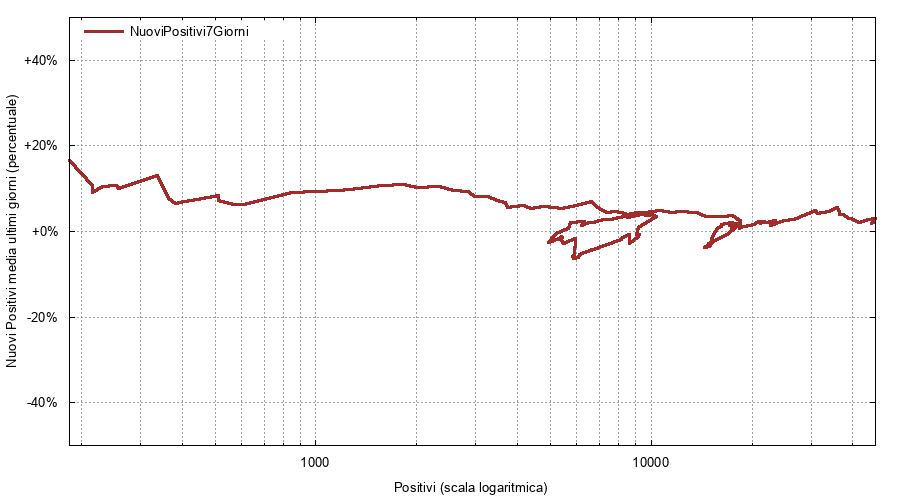 NuoviPositivi7Giorni
+40%
+20%
+0%
-20%
-40%
Nuovi Positivi media ultimi giorni (percentuale)
1000
10000
Positivi (scala logaritmica)